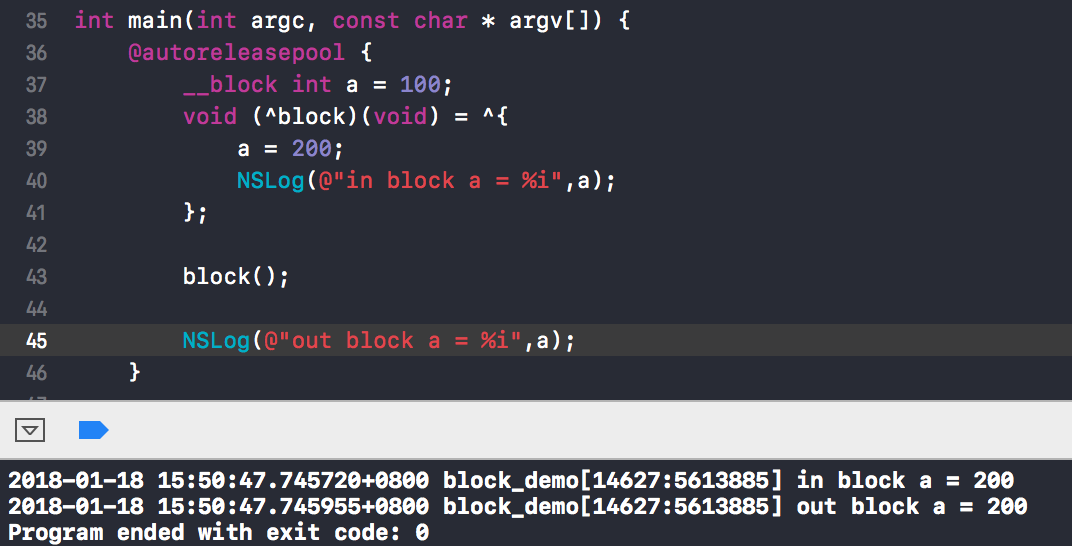 35 int main(int argc, const char * argv[]) {
36     @autoreleasepool {
37         __block int a = 100;
38         void (^block)(void) = ^{
39             a = 200;
40             NSLog(@"in block a = %i",a);
41         };
42
43         block();
44
45         NSLog(@"out block a = %i",a);
46     }
2018-01-18 15:50:47.745720+0800 block_demo[14627:5613885] in block a = 200
2018-01-18 15:50:47.745955+0800 block_demo[14627:5613885] out block a = 200
Program ended with exit code: 0